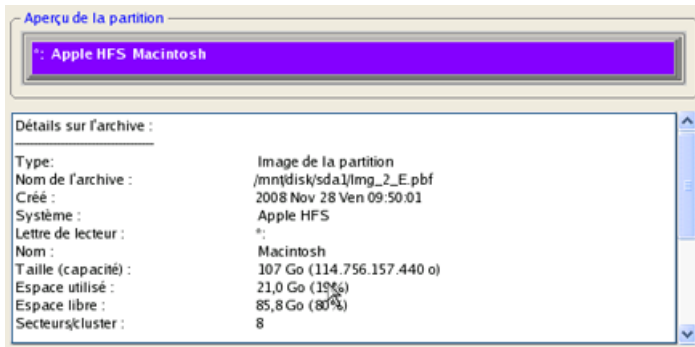 Aperçu de la partition
*: Apple HFS Macintosh
Détails sur l'archive :
Type: Image de la partition
Nom de l'archive : /mnt/disk/sda1/Img_2_E.pbf
Créé : 2008 Nov 28 Ven 09:50:01
Système : Apple HFS
Lettre de lecteur : *:
Nom : Macintosh
Taille (capacité) : 107 Go (114.756.157.440 o)
Espace utilisé : 21,0 Go (19%)
Espace libre : 85,8 Go (80%)
Secteurs/cluster : 8